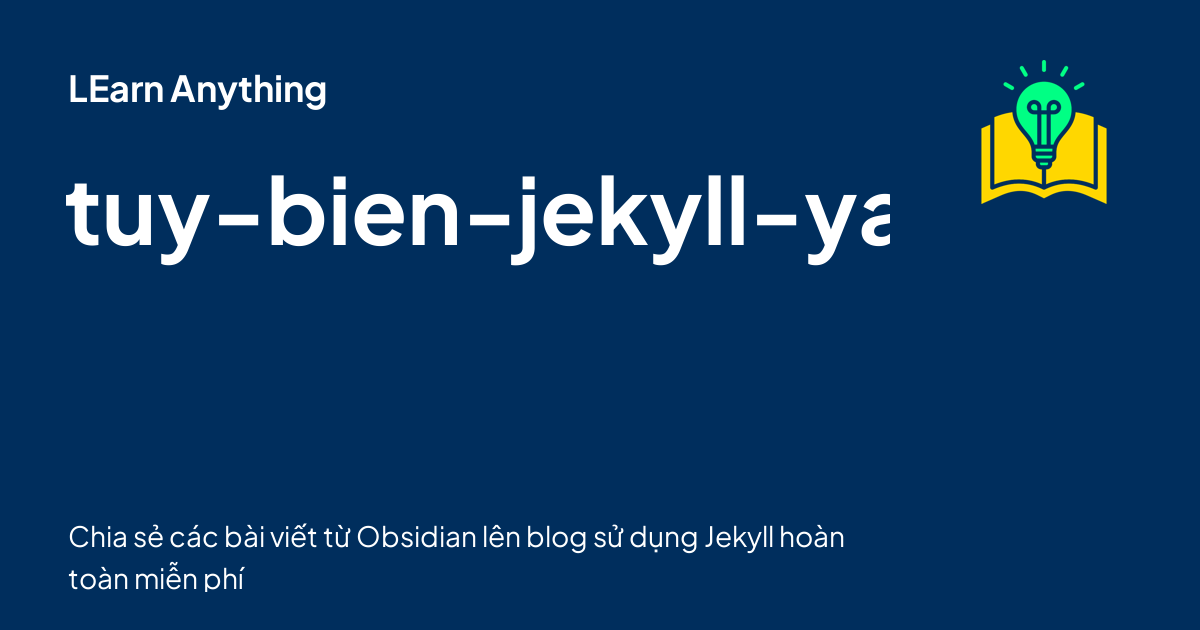 LEarn Anything
tuy-bien-jekyll-ya
Chia sẻ các bài viết từ Obsidian lên blog sử dụng Jekyll hoàn
toàn miễn phí